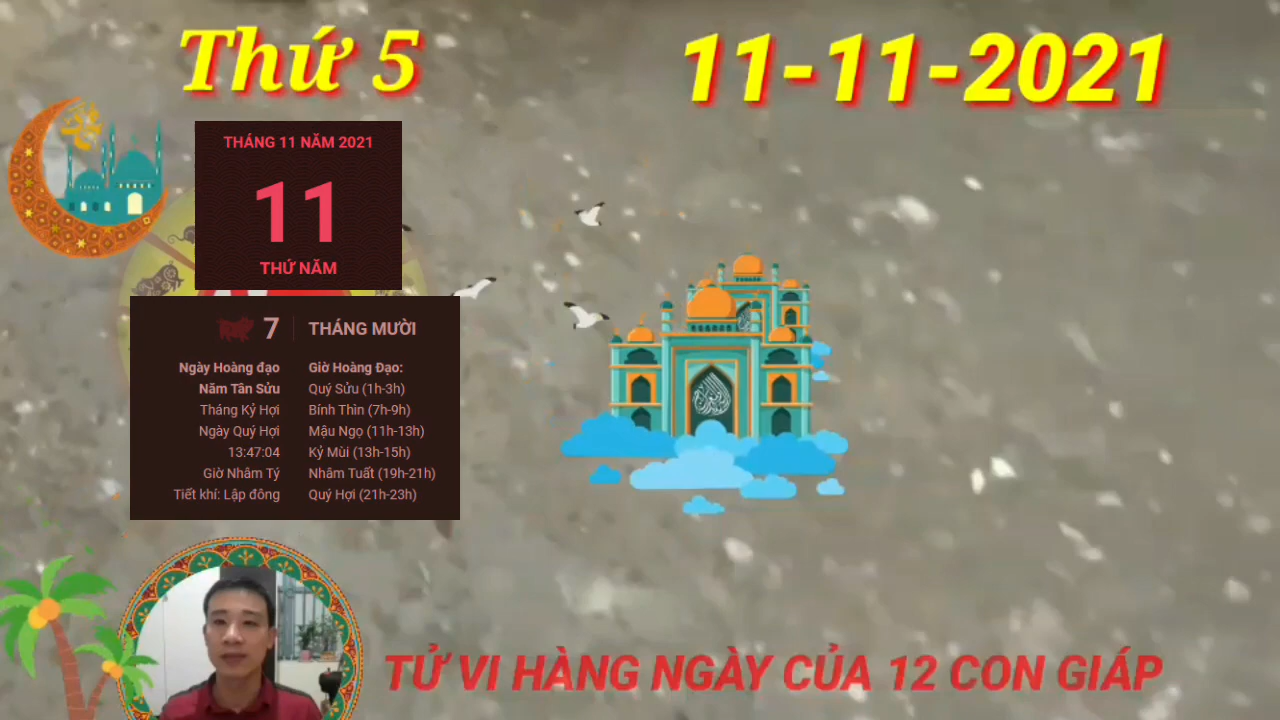 Thứ 5
11-11-2021
THÁNG 11 NĂM 2021
11
THỨ NĂM
7
THÁNG MƯỜI
Ngày Hoàng đạo
Năm Tân Sửu
Tháng Kỷ Hợi
Ngày Quý Hợi
13:47:04
Giờ Nhâm Tý
Tiết khí: Lập đông
Giờ Hoàng Đạo:
Quý Sửu (1h-3h)
Bính Thìn (7h-9h)
Mậu Ngọ (11h-13h)
Kỷ Mùi (13h-15h)
Nhâm Tuất (19h-21h)
Quý Hợi (21h-23h)
TỬ VI HÀNG NGÀY CỦA 12 CON GIÁP